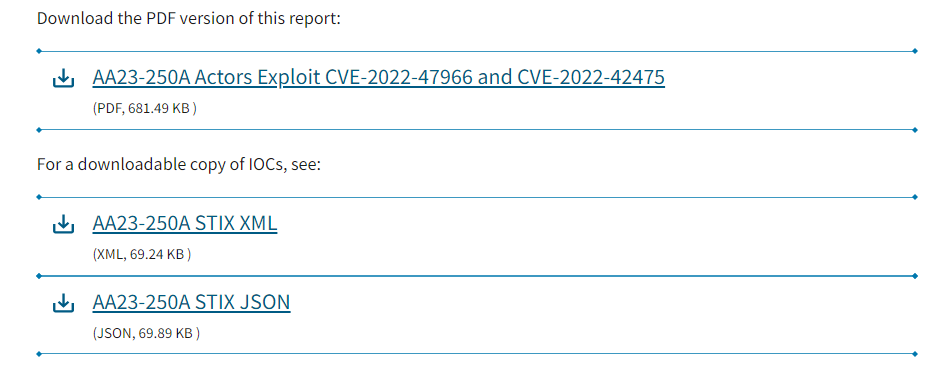 Download the PDF version of this report:
AA23-250A Actors Exploit CVE-2022-47966 and CVE-2022-42475
(PDF, 681.49 KB )
For a downloadable copy of IOCs, see:
AA23-250A STIX XML
(XML, 69.24 KB )
AA23-250A STIX JSON
(JSON, 69.89 KB )